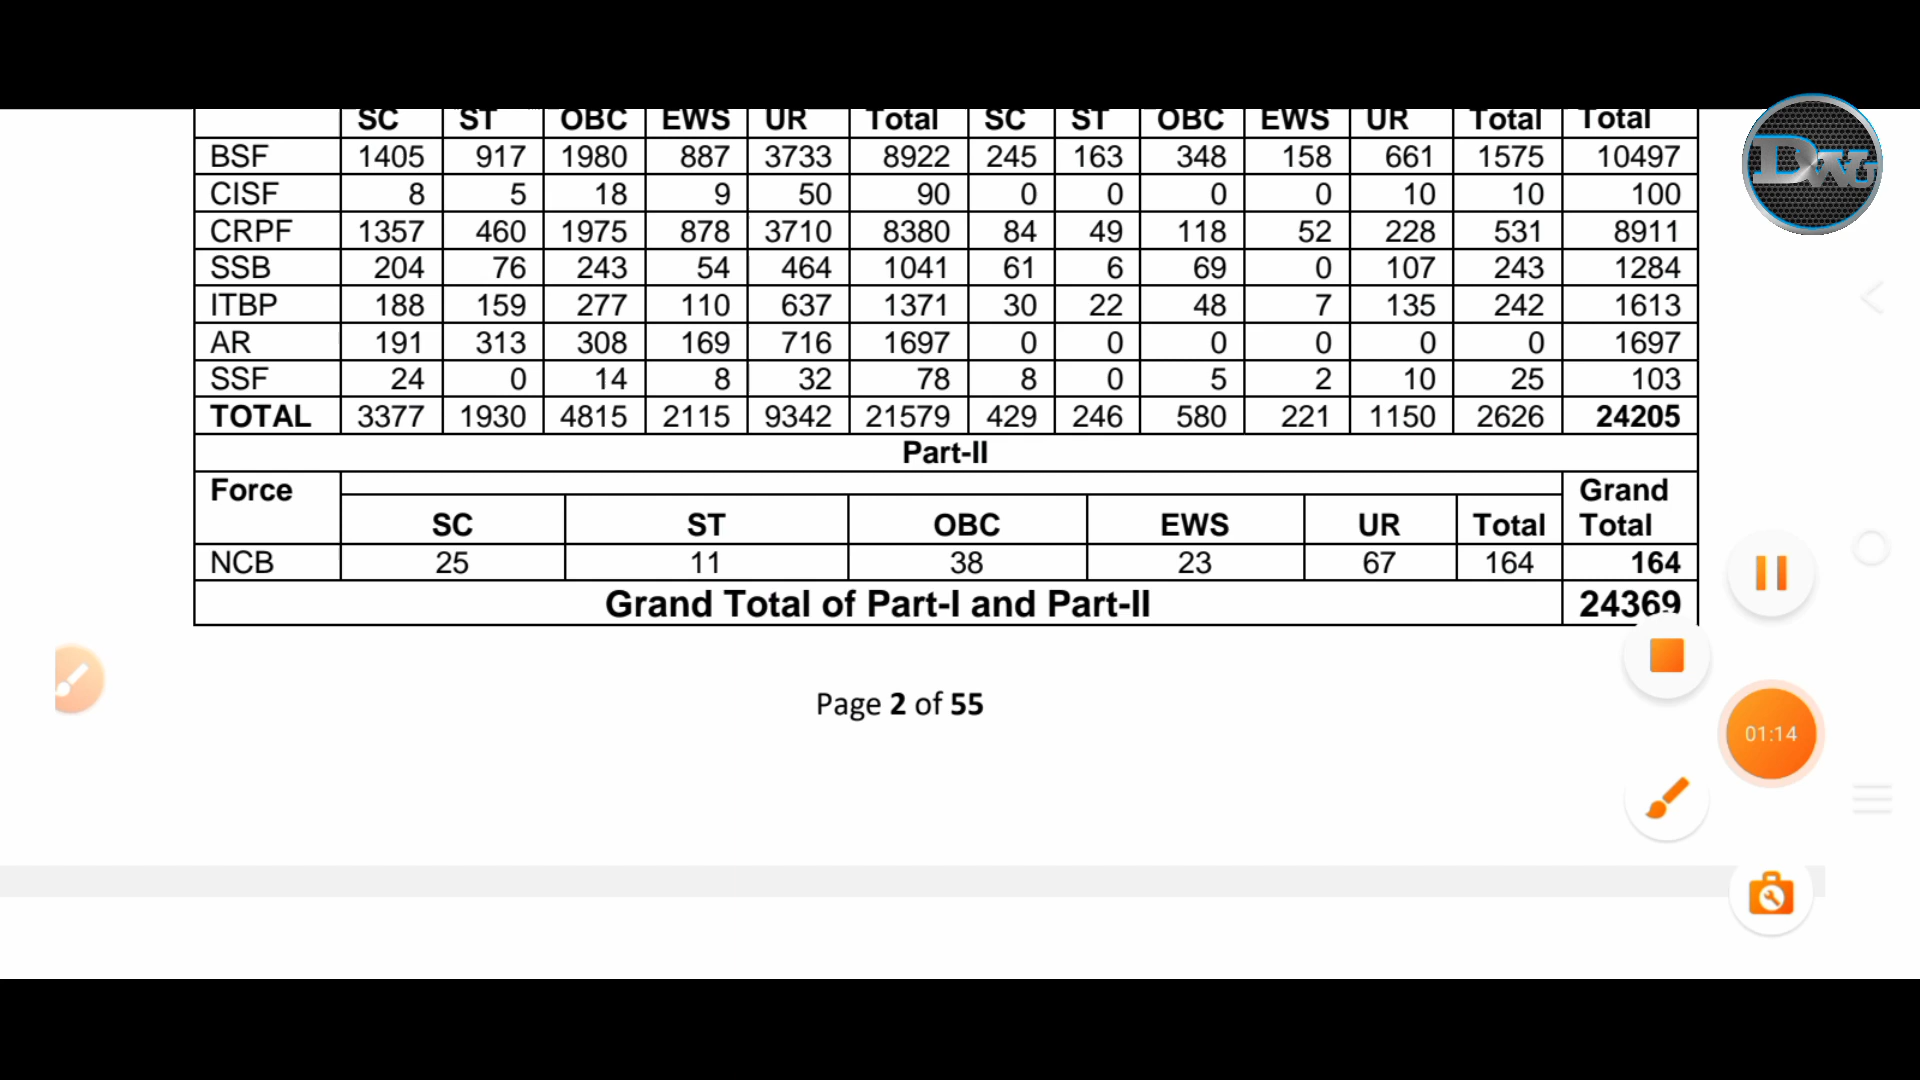 SC ST OBC EWS UR Total SC ST OBC EWS UR Total Total
BSF 1405 917 1980 887 3733 8922 245 163 348 158 661 1575 10497
CISF 8 5 18 9 50 90 0 0 0 0 10 10 100
CRPF 1357 460 1975 878 3710 8380 84 49 118 52 228 531 8911
SSB 204 76 243 54 464 1041 61 6 69 0 107 243 1284
ITBP 188 159 277 110 637 1371 30 22 48 7 135 242 1613
AR 191 313 308 169 716 1697 0 0 0 0 0 0 1697
SSF 24 0 14 8 32 78 8 0 5 2 10 25 103
TOTAL 3377 1930 4815 2115 9342 21579 429 246 580 221 1150 2626 24205
Part-II
Force Grand
SC ST OBC EWS UR Total Total
NCB 25 11 38 23 67 164 164
Grand Total of Part-I and Part-II 24369
Page 2 of 55
01:14